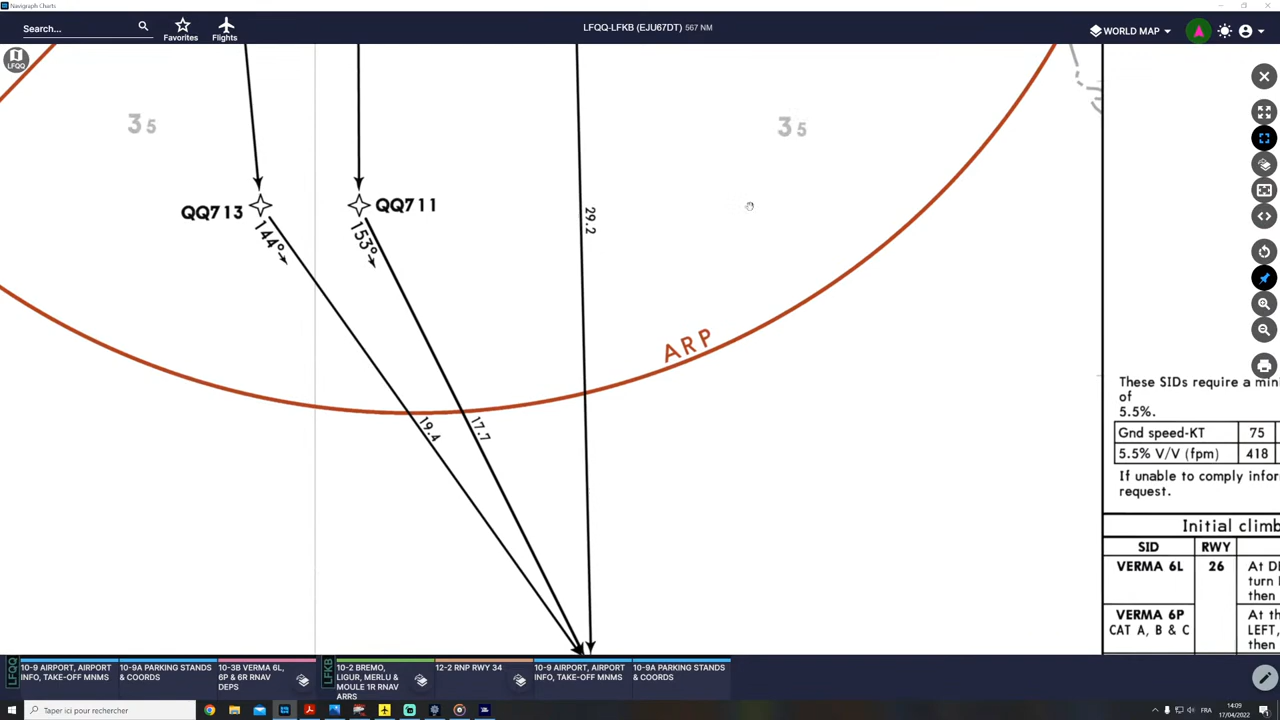 Navigraph Charts
Search...
Favorites
Flights
LFQQ-LFKB (EJU67DT) 567 NM
WORLD MAP
LFQQ
35
35
QQ713
QQ711
144°
153°
29.2
ARP
19.4
17.7
These SIDs require a mini
of
5.5%.
Gnd speed-KT 75
5.5% V/V (fpm) 418
If unable to comply infor
request.
Initial climb
SID RWY
VERMA 6L 26 At DE
turn L
then
VERMA 6P At th
CAT A, B & C LEFT,
then
LFQQ
10-9 AIRPORT, AIRPORT
INFO, TAKE-OFF MNMS
10-9A PARKING STANDS
& COORDS
10-3B VERMA 6L,
6P & 6R RNAV
DEPS
LFKB
10-2 BREMO,
LIGUR, MERLU &
MOULE 1R RNAV
ARRS
12-2 RNP RWY 34
10-9 AIRPORT, AIRPORT
INFO, TAKE-OFF MNMS
10-9A PARKING STANDS
& COORDS
Taper ici pour rechercher
FRA
14:09
17/04/2022